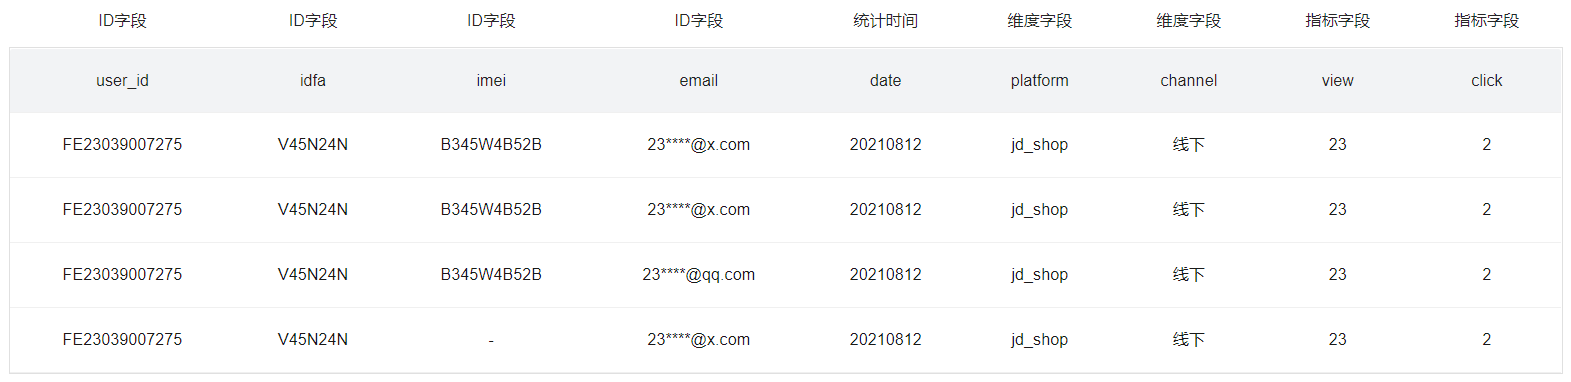 ID字段 ID字段 ID字段 ID字段 统计时间 维度字段 维度字段 指标字段 指标字段
user_id idfa imei email date platform channel view click
FE23039007275 V45N24N B345W4B52B 23****@x.com 20210812 jd_shop 线下 23 2
FE23039007275 V45N24N B345W4B52B 23****@x.com 20210812 jd_shop 线下 23 2
FE23039007275 V45N24N B345W4B52B 23****@qq.com 20210812 jd_shop 线下 23 2
FE23039007275 V45N24N - 23****@x.com 20210812 jd_shop 线下 23 2